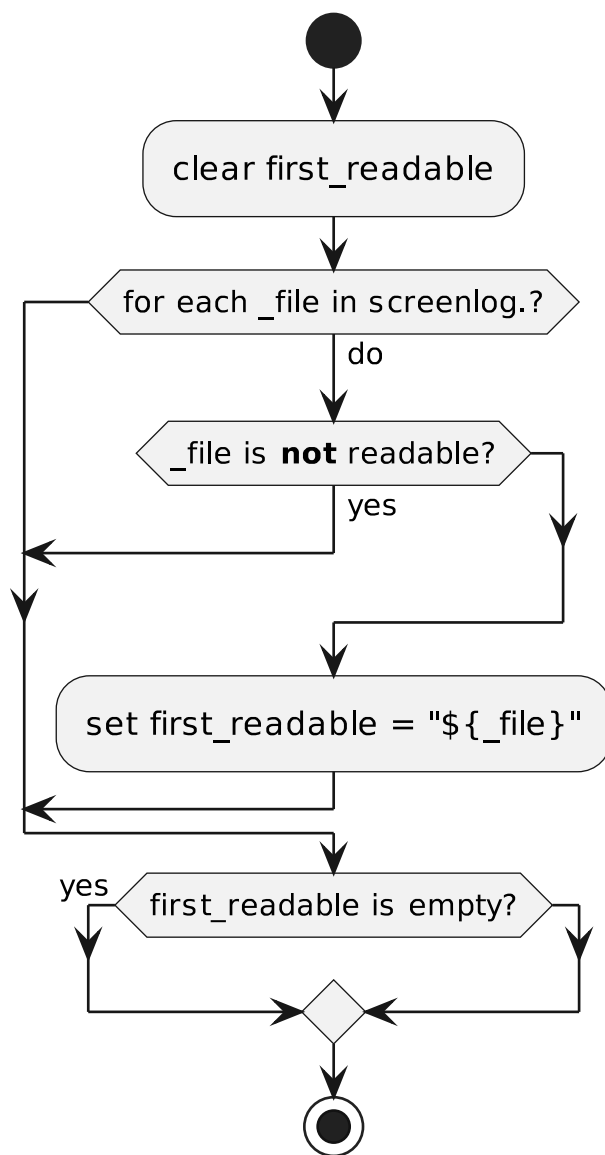 clear first_readable
for each _file in screenlog.?
do
_file is not readable?
yes
set first_readable = "${_file}"
yes
first_readable is empty?